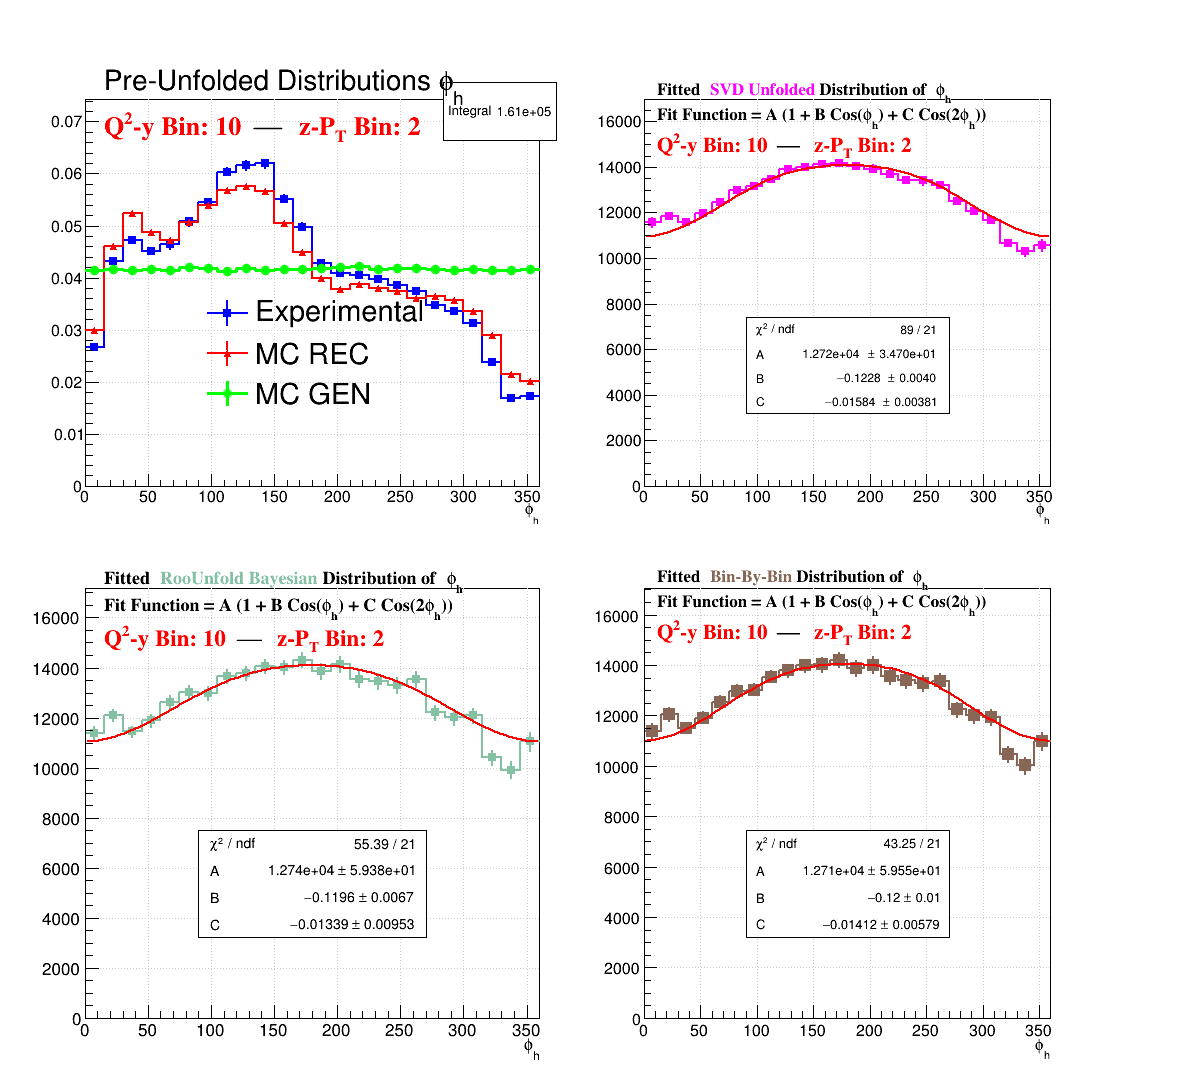 Pre-Unfolded Distributions ϕh
Integral 1.61e+05
Q²-y Bin: 10 — z-PT Bin: 2
0.07
0.06
0.05
0.04
0.03
0.02
0.01
0
Experimental
MC REC
MC GEN
0 50 100 150 200 250 300 350
ϕh
Fitted SVD Unfolded Distribution of ϕh
Fit Function = A (1 + B Cos(ϕh) + C Cos(2ϕh))
Q²-y Bin: 10 — z-PT Bin: 2
16000
14000
12000
10000
8000
6000
4000
2000
0
χ² / ndf 89 / 21
A 1.272e+04 ± 3.470e+01
B −0.1228 ± 0.0040
C −0.01584 ± 0.00381
0 50 100 150 200 250 300 350
ϕh
Fitted RooUnfold Bayesian Distribution of ϕh
Fit Function = A (1 + B Cos(ϕh) + C Cos(2ϕh))
Q²-y Bin: 10 — z-PT Bin: 2
16000
14000
12000
10000
8000
6000
4000
2000
0
χ² / ndf 55.39 / 21
A 1.274e+04 ± 5.938e+01
B −0.1196 ± 0.0067
C −0.01339 ± 0.00953
0 50 100 150 200 250 300 350
ϕh
Fitted Bin-By-Bin Distribution of ϕh
Fit Function = A (1 + B Cos(ϕh) + C Cos(2ϕh))
Q²-y Bin: 10 — z-PT Bin: 2
16000
14000
12000
10000
8000
6000
4000
2000
0
χ² / ndf 43.25 / 21
A 1.271e+04 ± 5.955e+01
B −0.12 ± 0.01
C −0.01412 ± 0.00579
0 50 100 150 200 250 300 350
ϕh